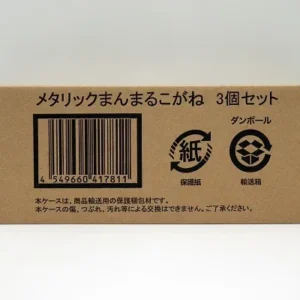 メタリックまんまるこがね 3個セット
ダンボール
紙
4 549660 417811
保護紙
輸送箱
本ケースは、商品輸送用の保護梱包材です。
本ケースの傷、つぶれ、汚れ等による交換はできません。ご了承ください。